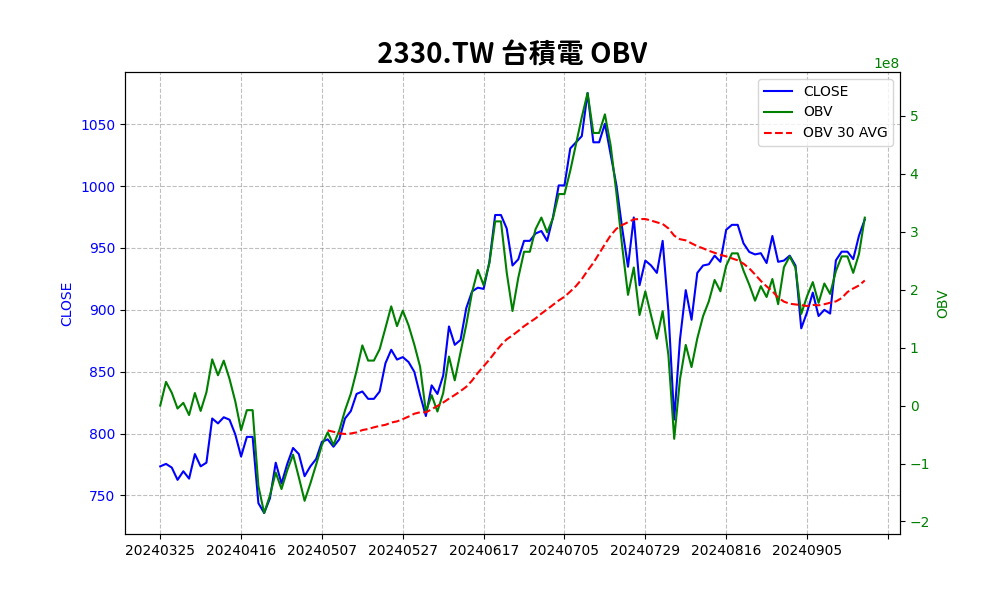 2330.TW 台積電 OBV
1e8
CLOSE
OBV
OBV 30 AVG
1050
1000
950
900
850
800
750
CLOSE
5
4
3
2
1
0
−1
−2
OBV
20240325 20240416 20240507 20240527 20240617 20240705 20240729 20240816 20240905